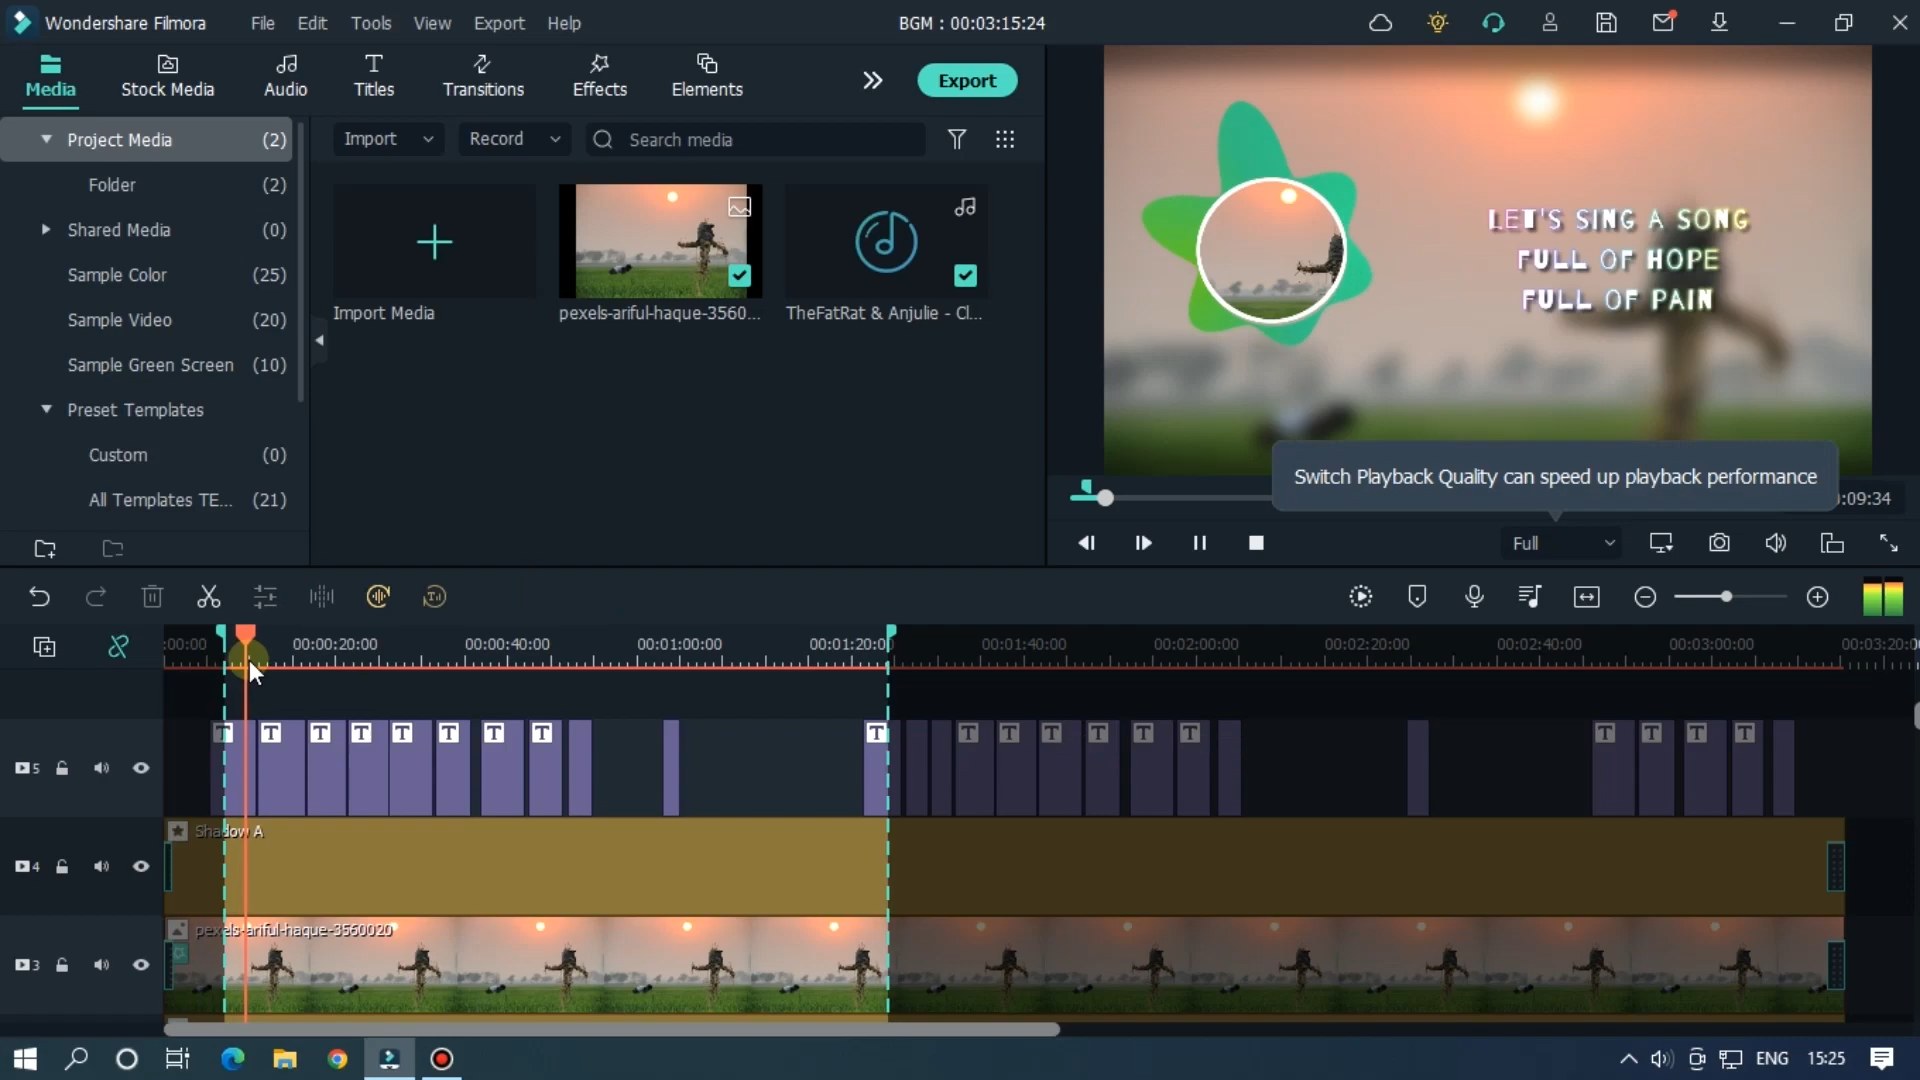 Wondershare Filmora File Edit Tools View Export Help BGM : 00:03:15:24
Media Stock Media Audio Titles Transitions Effects Elements Export
Project Media (2)
Folder (2)
Shared Media (0)
Sample Color (25)
Sample Video (20)
Sample Green Screen (10)
Preset Templates
Custom (0)
All Templates TE... (21)
Import Record Search media
Import Media pexels-ariful-haque-3560... TheFatRat & Anjulie - Cl...
LET'S SING A SONG
FULL OF HOPE
FULL OF PAIN
Switch Playback Quality can speed up playback performance
:09:34
Full
:00:00 00:00:20:00 00:00:40:00 00:01:00:00 00:01:20:0 00:01:40:00 00:02:00:00 00:02:20:00 00:02:40:00 00:03:00:00 00:03:20:0
T T T T T T T T T T T T T T T T T T T
5
Shadow A
4
pexels-ariful-haque-3560020
3
ENG 15:25